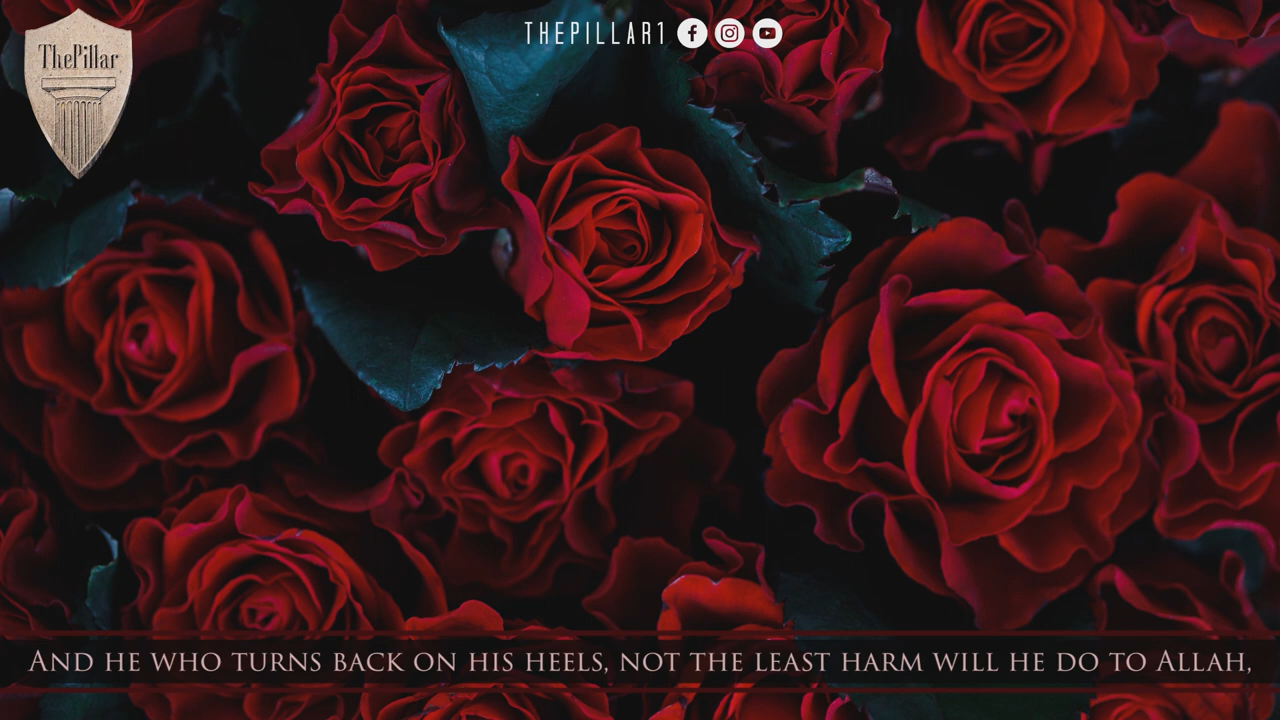 ThePillar
THEPILLAR1
AND HE WHO TURNS BACK ON HIS HEELS, NOT THE LEAST HARM WILL HE DO TO ALLAH,